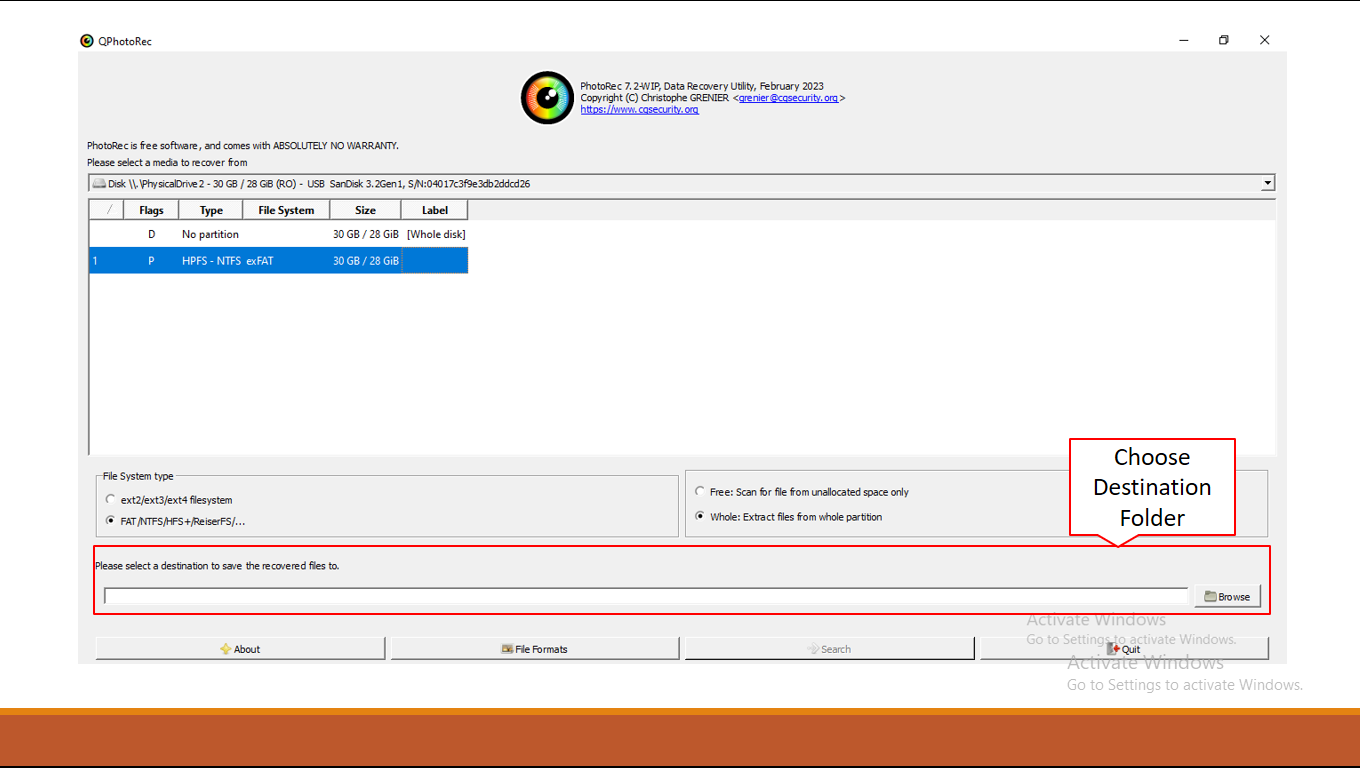 QPhotoRec
PhotoRec 7.2-WIP, Data Recovery Utility, February 2023
Copyright (C) Christophe GRENIER <grenier@cgsecurity.org>
https://www.cgsecurity.org
PhotoRec is free software, and comes with ABSOLUTELY NO WARRANTY.
Please select a media to recover from
Disk \\.\PhysicalDrive2 - 30 GB / 28 GiB (RO) - USB SanDisk 3.2Gen1, S/N:04017c3f9e3db2ddcd26
/ Flags Type File System Size Label
D No partition 30 GB / 28 GiB [Whole disk]
1 P HPFS - NTFS exFAT 30 GB / 28 GiB
Choose
Destination
Folder
File System type
ext2/ext3/ext4 filesystem
FAT/NTFS/HFS+/ReiserFS/...
Free: Scan for file from unallocated space only
Whole: Extract files from whole partition
Please select a destination to save the recovered files to.
Browse
About File Formats Search Quit
Activate Windows
Go to Settings to activate Windows.
Activate Windows
Go to Settings to activate Windows.